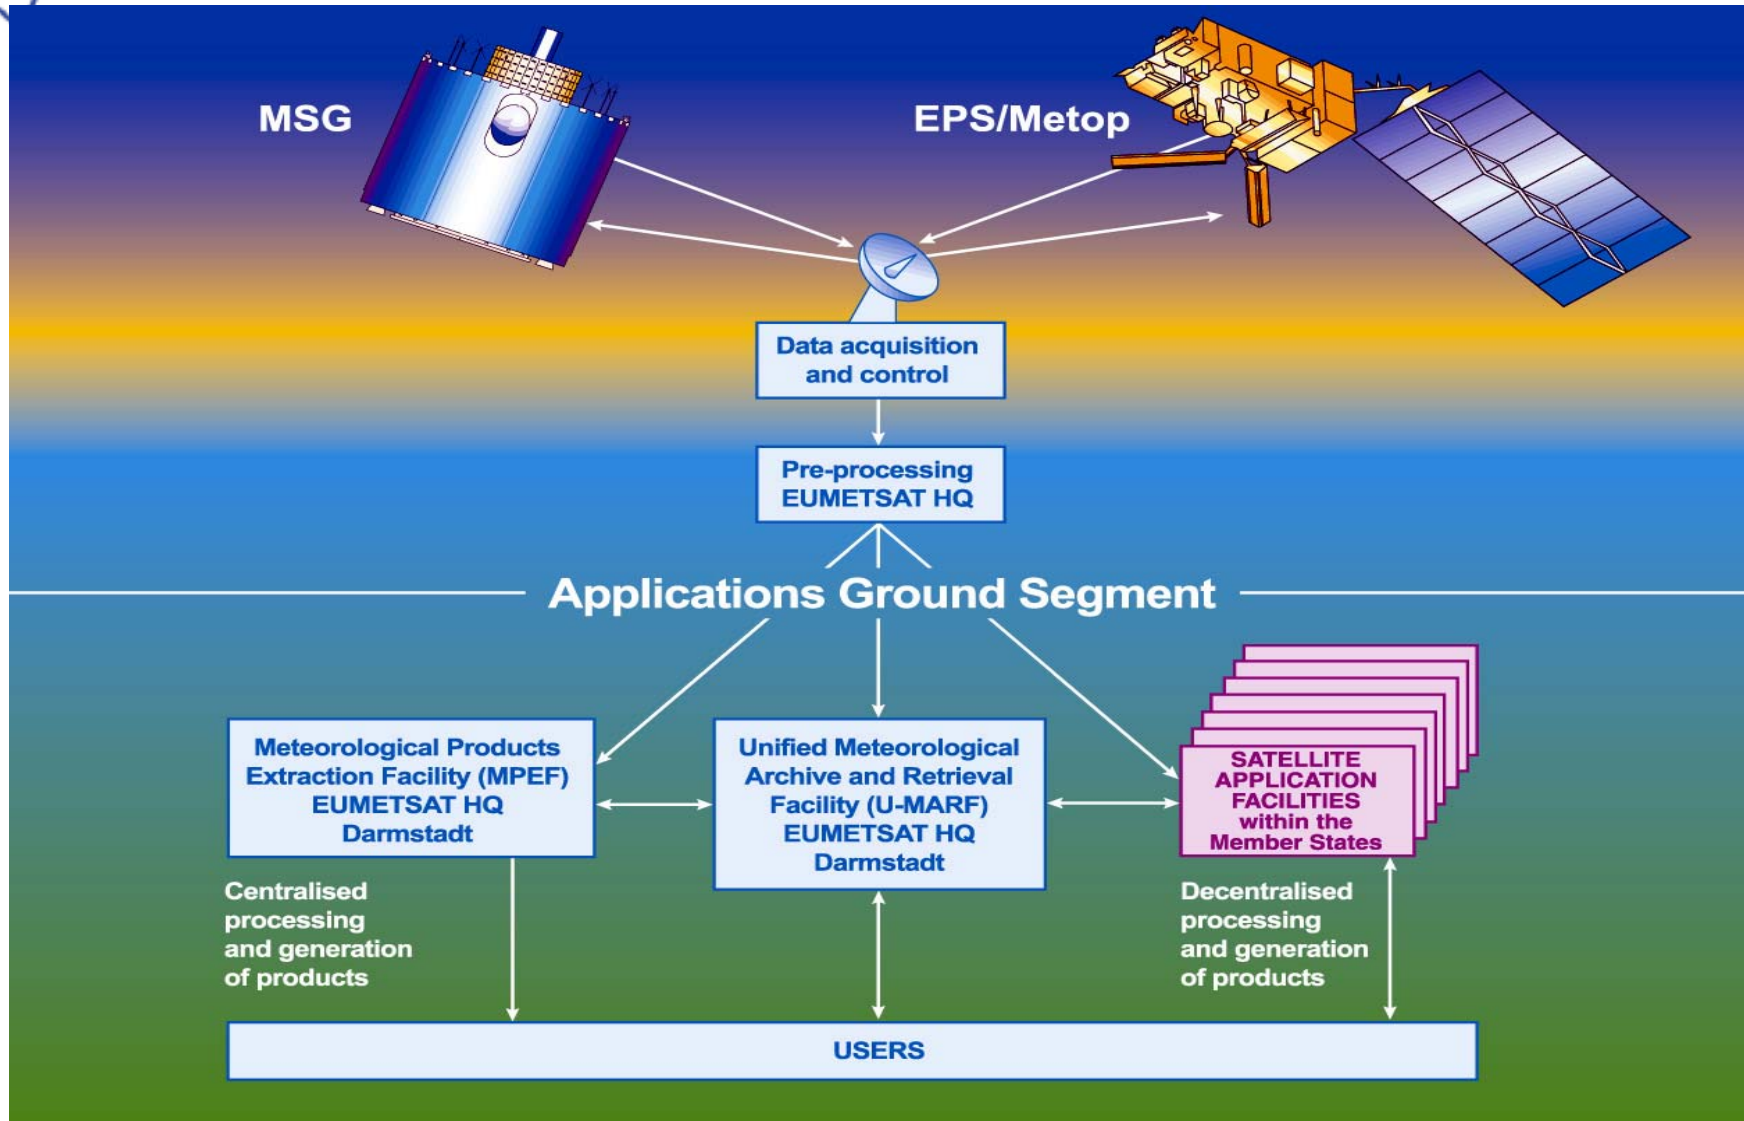 MSG
EPS/Metop
Data acquisition
and control
Pre-processing
EUMETSAT HQ
Applications Ground Segment
Meteorological Products
Extraction Facility (MPEF)
EUMETSAT HQ
Darmstadt
Unified Meteorological
Archive and Retrieval
Facility (U-MARF)
EUMETSAT HQ
Darmstadt
SATELLITE
APPLICATION
FACILITIES
within the
Member States
Centralised
processing
and generation
of products
Decentralised
processing
and generation
of products
USERS